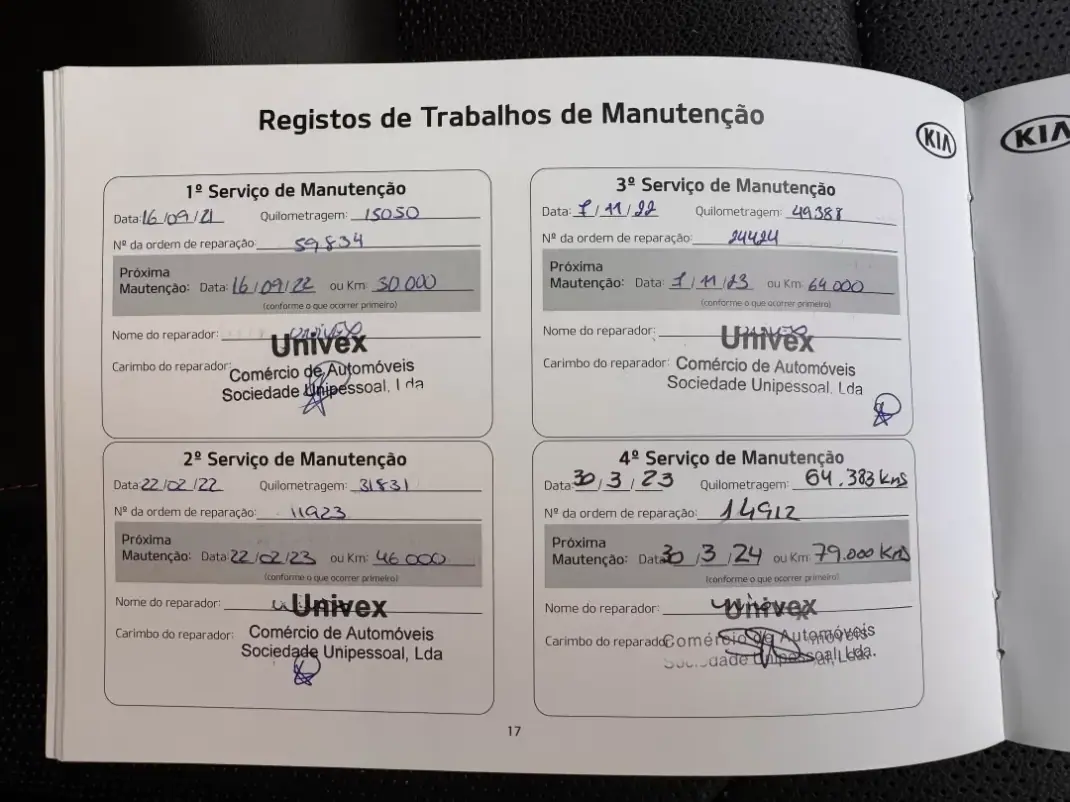 Registos de Trabalhos de Manutenção
KIA
KIA
1º Serviço de Manutenção
Data: 16/09/21 Quilometragem: 15050
Nº da ordem de reparação: 59834
Próxima
Mautenção: Data: 16/09/22 ou Km: 30.000
(conforme o que ocorrer primeiro)
Nome do reparador: Univex
Univex
Carimbo do reparador: Comércio de Automóveis
Sociedade Unipessoal, Lda
2º Serviço de Manutenção
Data: 22/02/22 Quilometragem: 31831
Nº da ordem de reparação: 11923
Próxima
Mautenção: Data: 22/02/23 ou Km: 46.000
(conforme o que ocorrer primeiro)
Nome do reparador:
Univex
Carimbo do reparador: Comércio de Automóveis
Sociedade Unipessoal, Lda
3º Serviço de Manutenção
Data: 7/11/22 Quilometragem: 49388
Nº da ordem de reparação: 24424
Próxima
Mautenção: Data: 7/11/23 ou Km: 64000
(conforme o que ocorrer primeiro)
Nome do reparador: Univex
Univex
Carimbo do reparador: Comércio de Automóveis
Sociedade Unipessoal, Lda
4º Serviço de Manutenção
Data: 30/3/23 Quilometragem: 64.383 kms
Nº da ordem de reparação: 14912
Próxima
Mautenção: Data: 30/3/24 ou Km: 79.000 Kms
(conforme o que ocorrer primeiro)
Nome do reparador: Univex
Univex
Carimbo do reparador: Comércio de Automóveis
Sociedade Unipessoal, Lda.
17